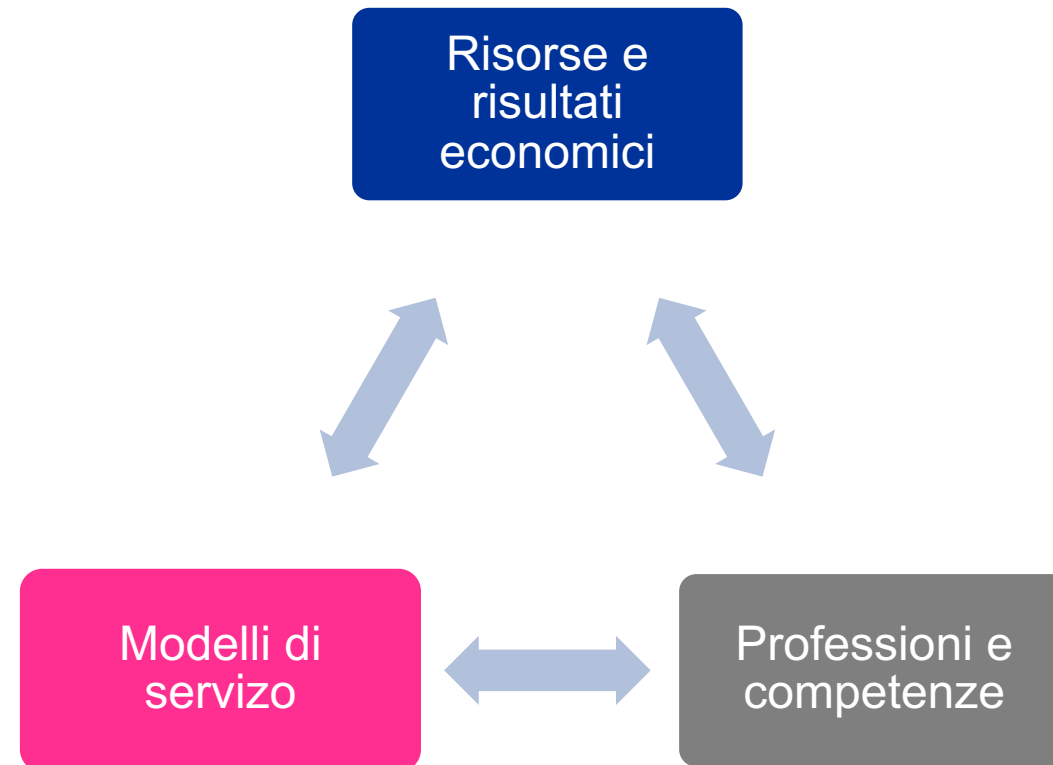 Risorse e
risultati
economici
Modelli di
servizo
Professioni e
competenze